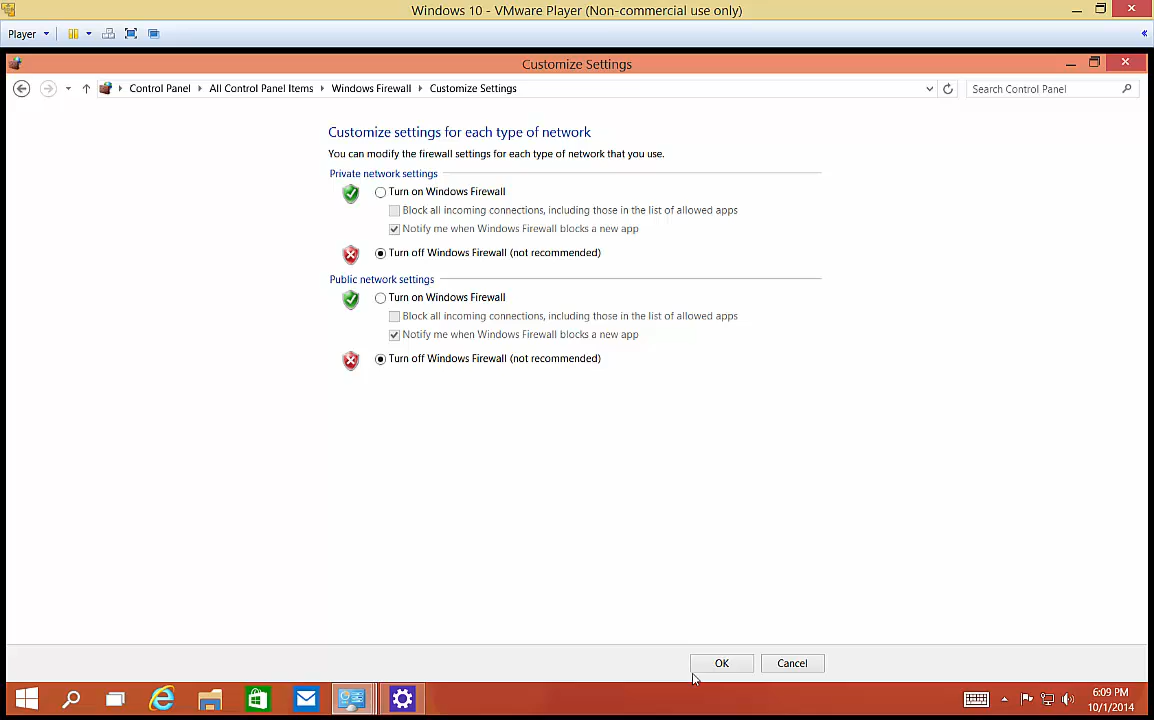 Windows 10 - VMware Player (Non-commercial use only)
Player
Customize Settings
Control Panel All Control Panel Items Windows Firewall Customize Settings
Search Control Panel
Customize settings for each type of network
You can modify the firewall settings for each type of network that you use.
Private network settings
Turn on Windows Firewall
Block all incoming connections, including those in the list of allowed apps
Notify me when Windows Firewall blocks a new app
Turn off Windows Firewall (not recommended)
Public network settings
Turn on Windows Firewall
Block all incoming connections, including those in the list of allowed apps
Notify me when Windows Firewall blocks a new app
Turn off Windows Firewall (not recommended)
OK Cancel
6:09 PM
10/1/2014